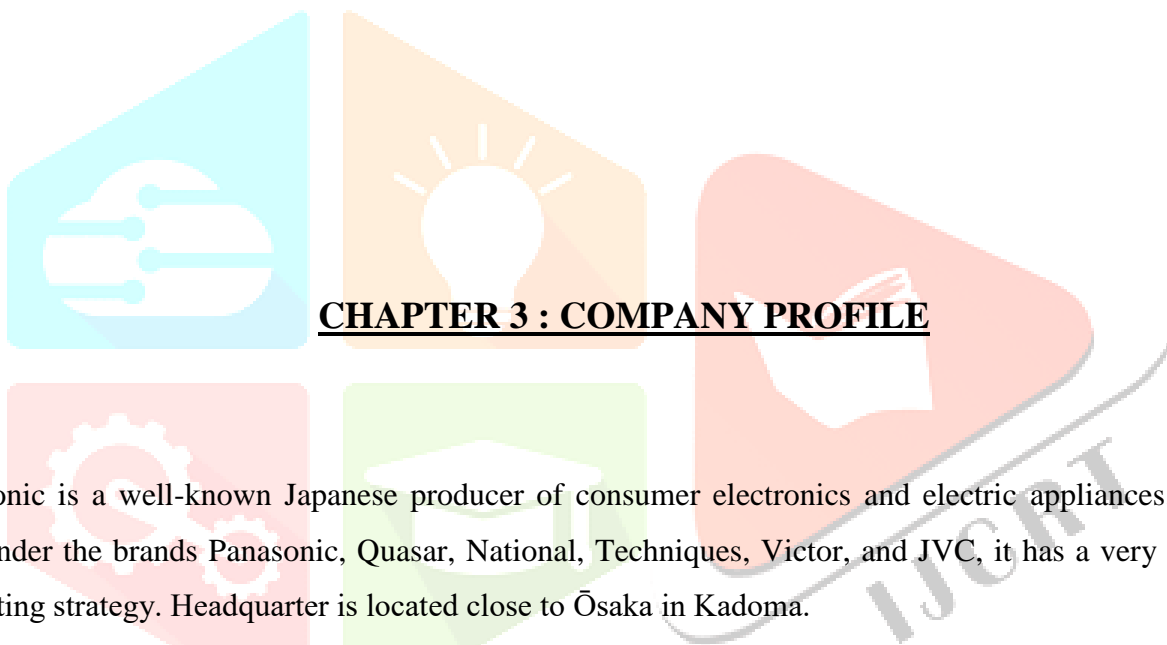 CHAPTER 3 : COMPANY PROFILE
onic is a well-known Japanese producer of consumer electronics and electric appliances
nder the brands Panasonic, Quasar, National, Techniques, Victor, and JVC, it has a very
ting strategy. Headquarter is located close to Ōsaka in Kadoma.
IJCRT